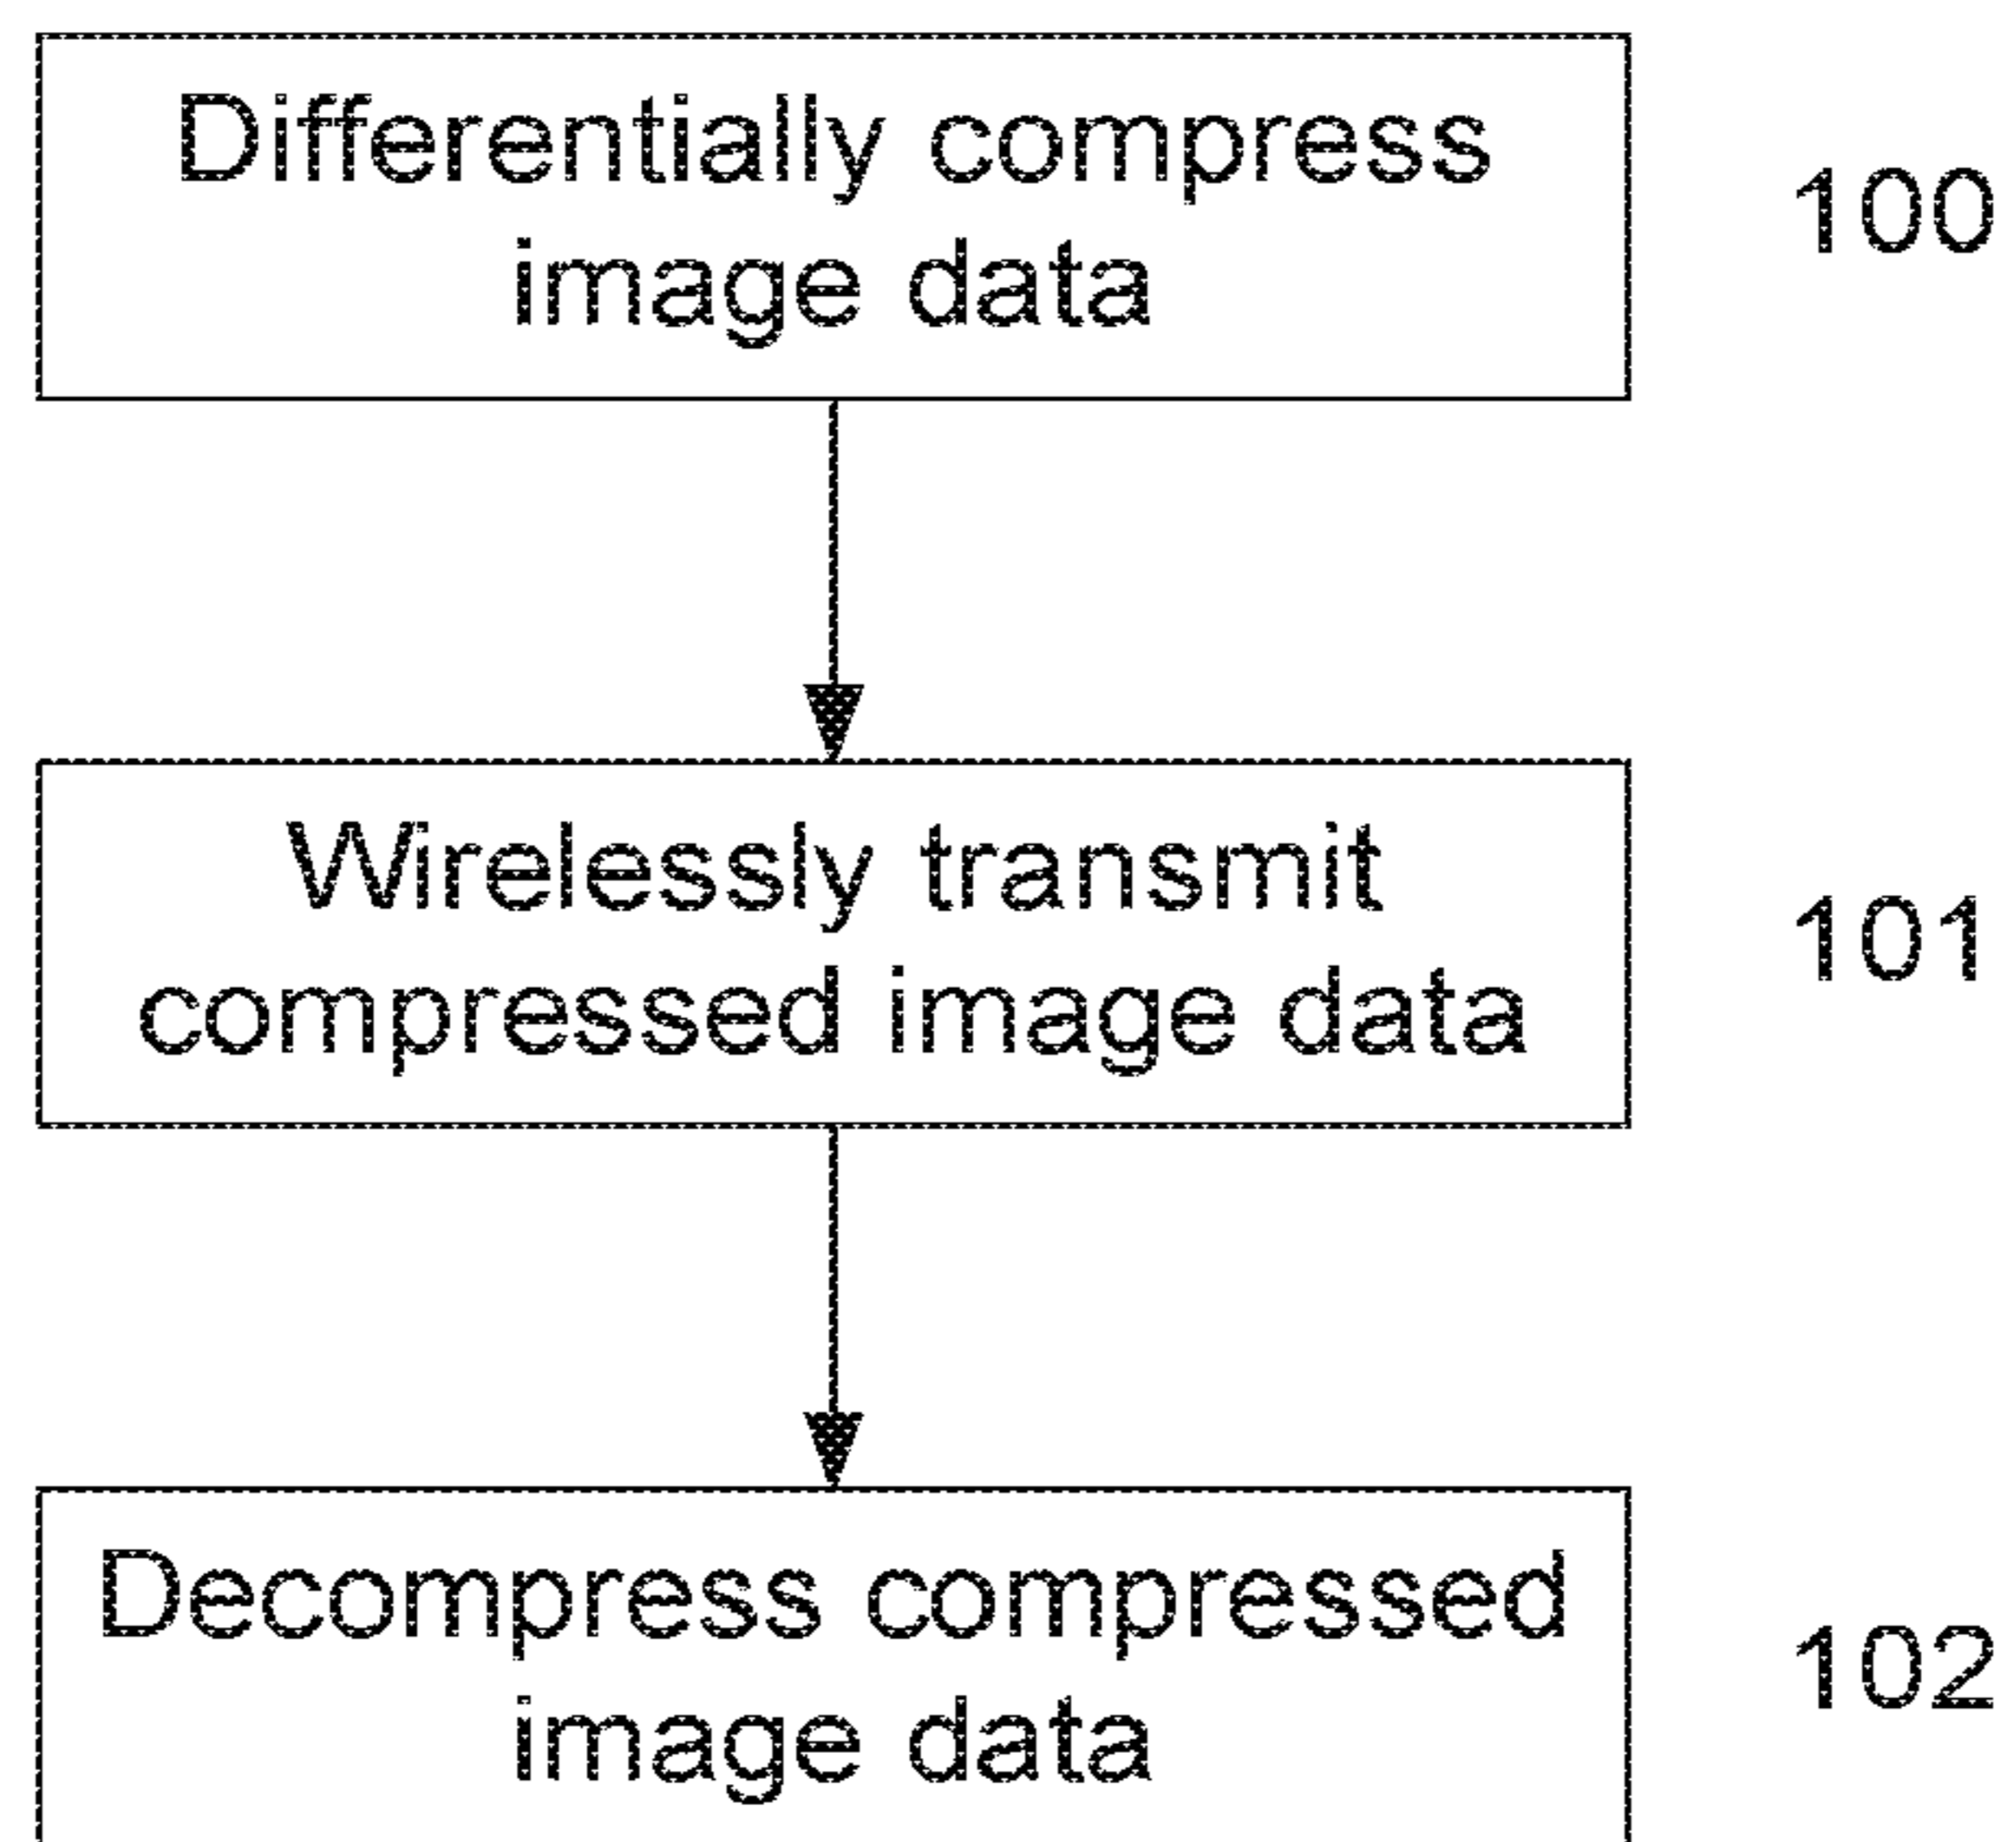 Differentially compress
image data
100
Wirelessly transmit
compressed image data
101
Decompress compressed
image data
102